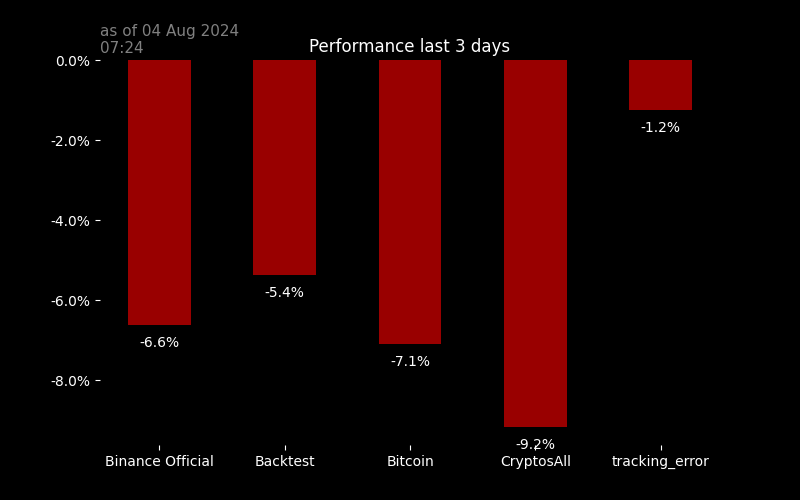 as of 04 Aug 2024
07:24
Performance last 3 days
0.0%
-2.0%
-4.0%
-6.0%
-8.0%
-6.6%
-5.4%
-7.1%
-9.2%
-1.2%
Binance Official
Backtest
Bitcoin
CryptosAll
tracking_error